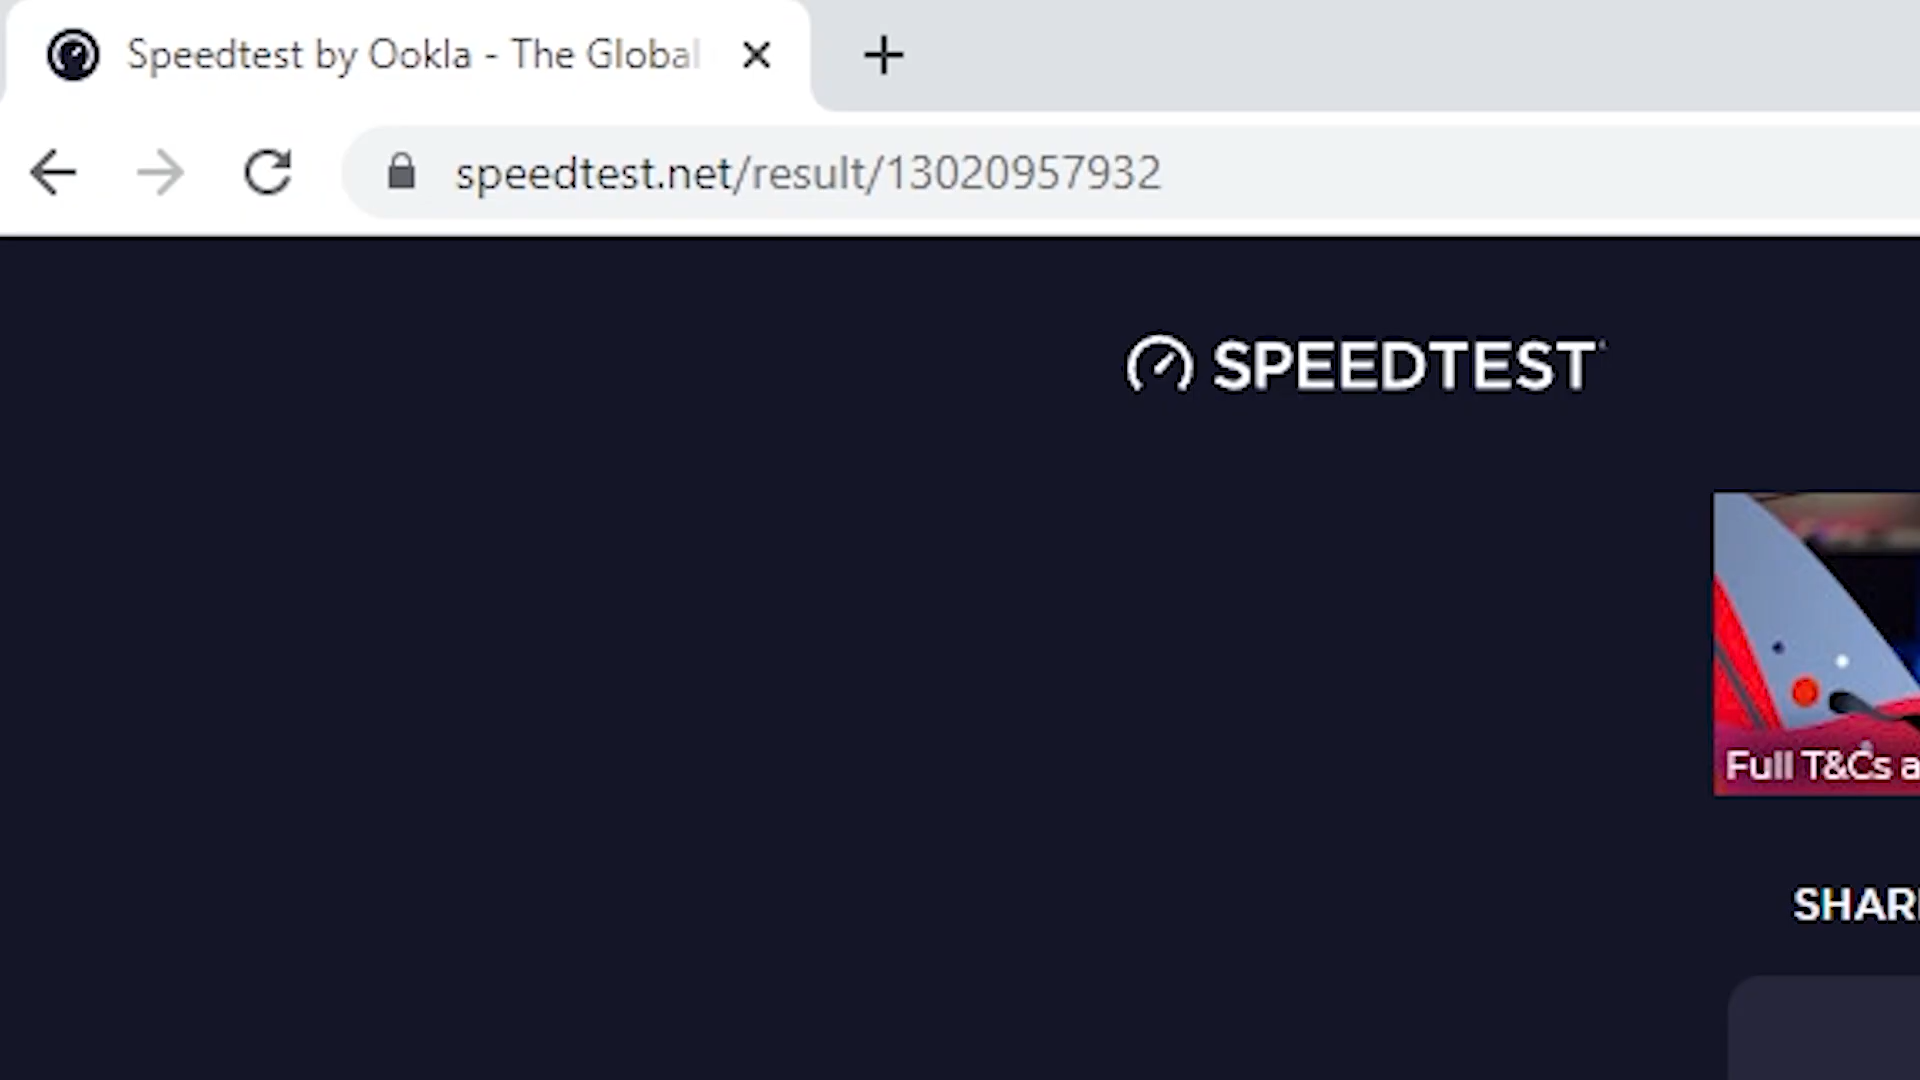 Speedtest by Ookla - The Global
speedtest.net/result/13020957932
SPEEDTEST
Full T&Cs a
SHAR